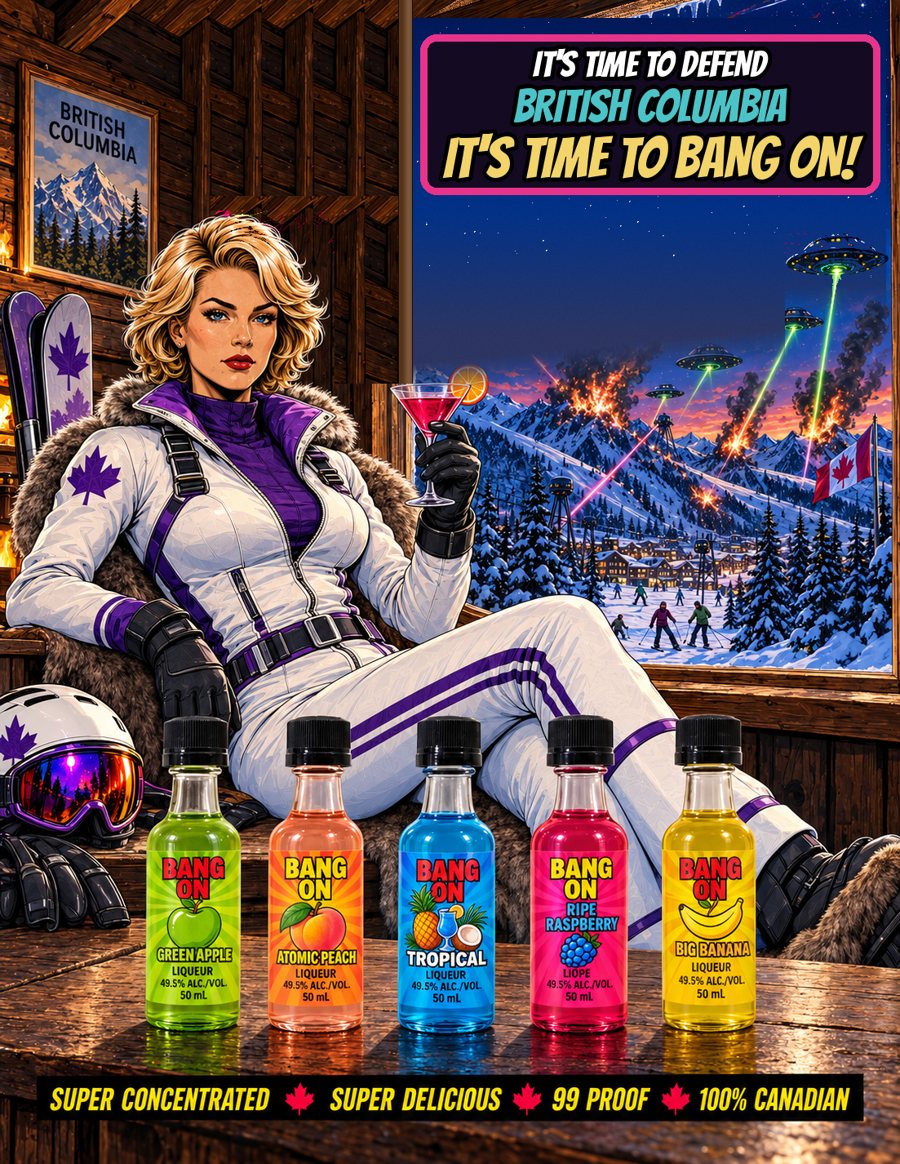 IT'S TIME TO DEFEND
BRITISH COLUMBIA
IT'S TIME TO BANG ON!
BRITISH
COLUMBIA
BANG
ON
GREEN APPLE
LIQUEUR
49.5% ALC./VOL.
50 mL
BANG
ON
ATOMIC PEACH
LIQUEUR
49.5% ALC./VOL.
50 mL
BANG
ON
TROPICAL
LIQUEUR
49.5% ALC./VOL.
50 mL
BANG
ON
RIPE
RASPBERRY
LIOPE
49.5% ALC./VOL.
50 mL
BANG
ON
BIG BANANA
LIQUEUR
49.5% ALC./VOL.
50 mL
SUPER CONCENTRATED SUPER DELICIOUS 99 PROOF 100% CANADIAN